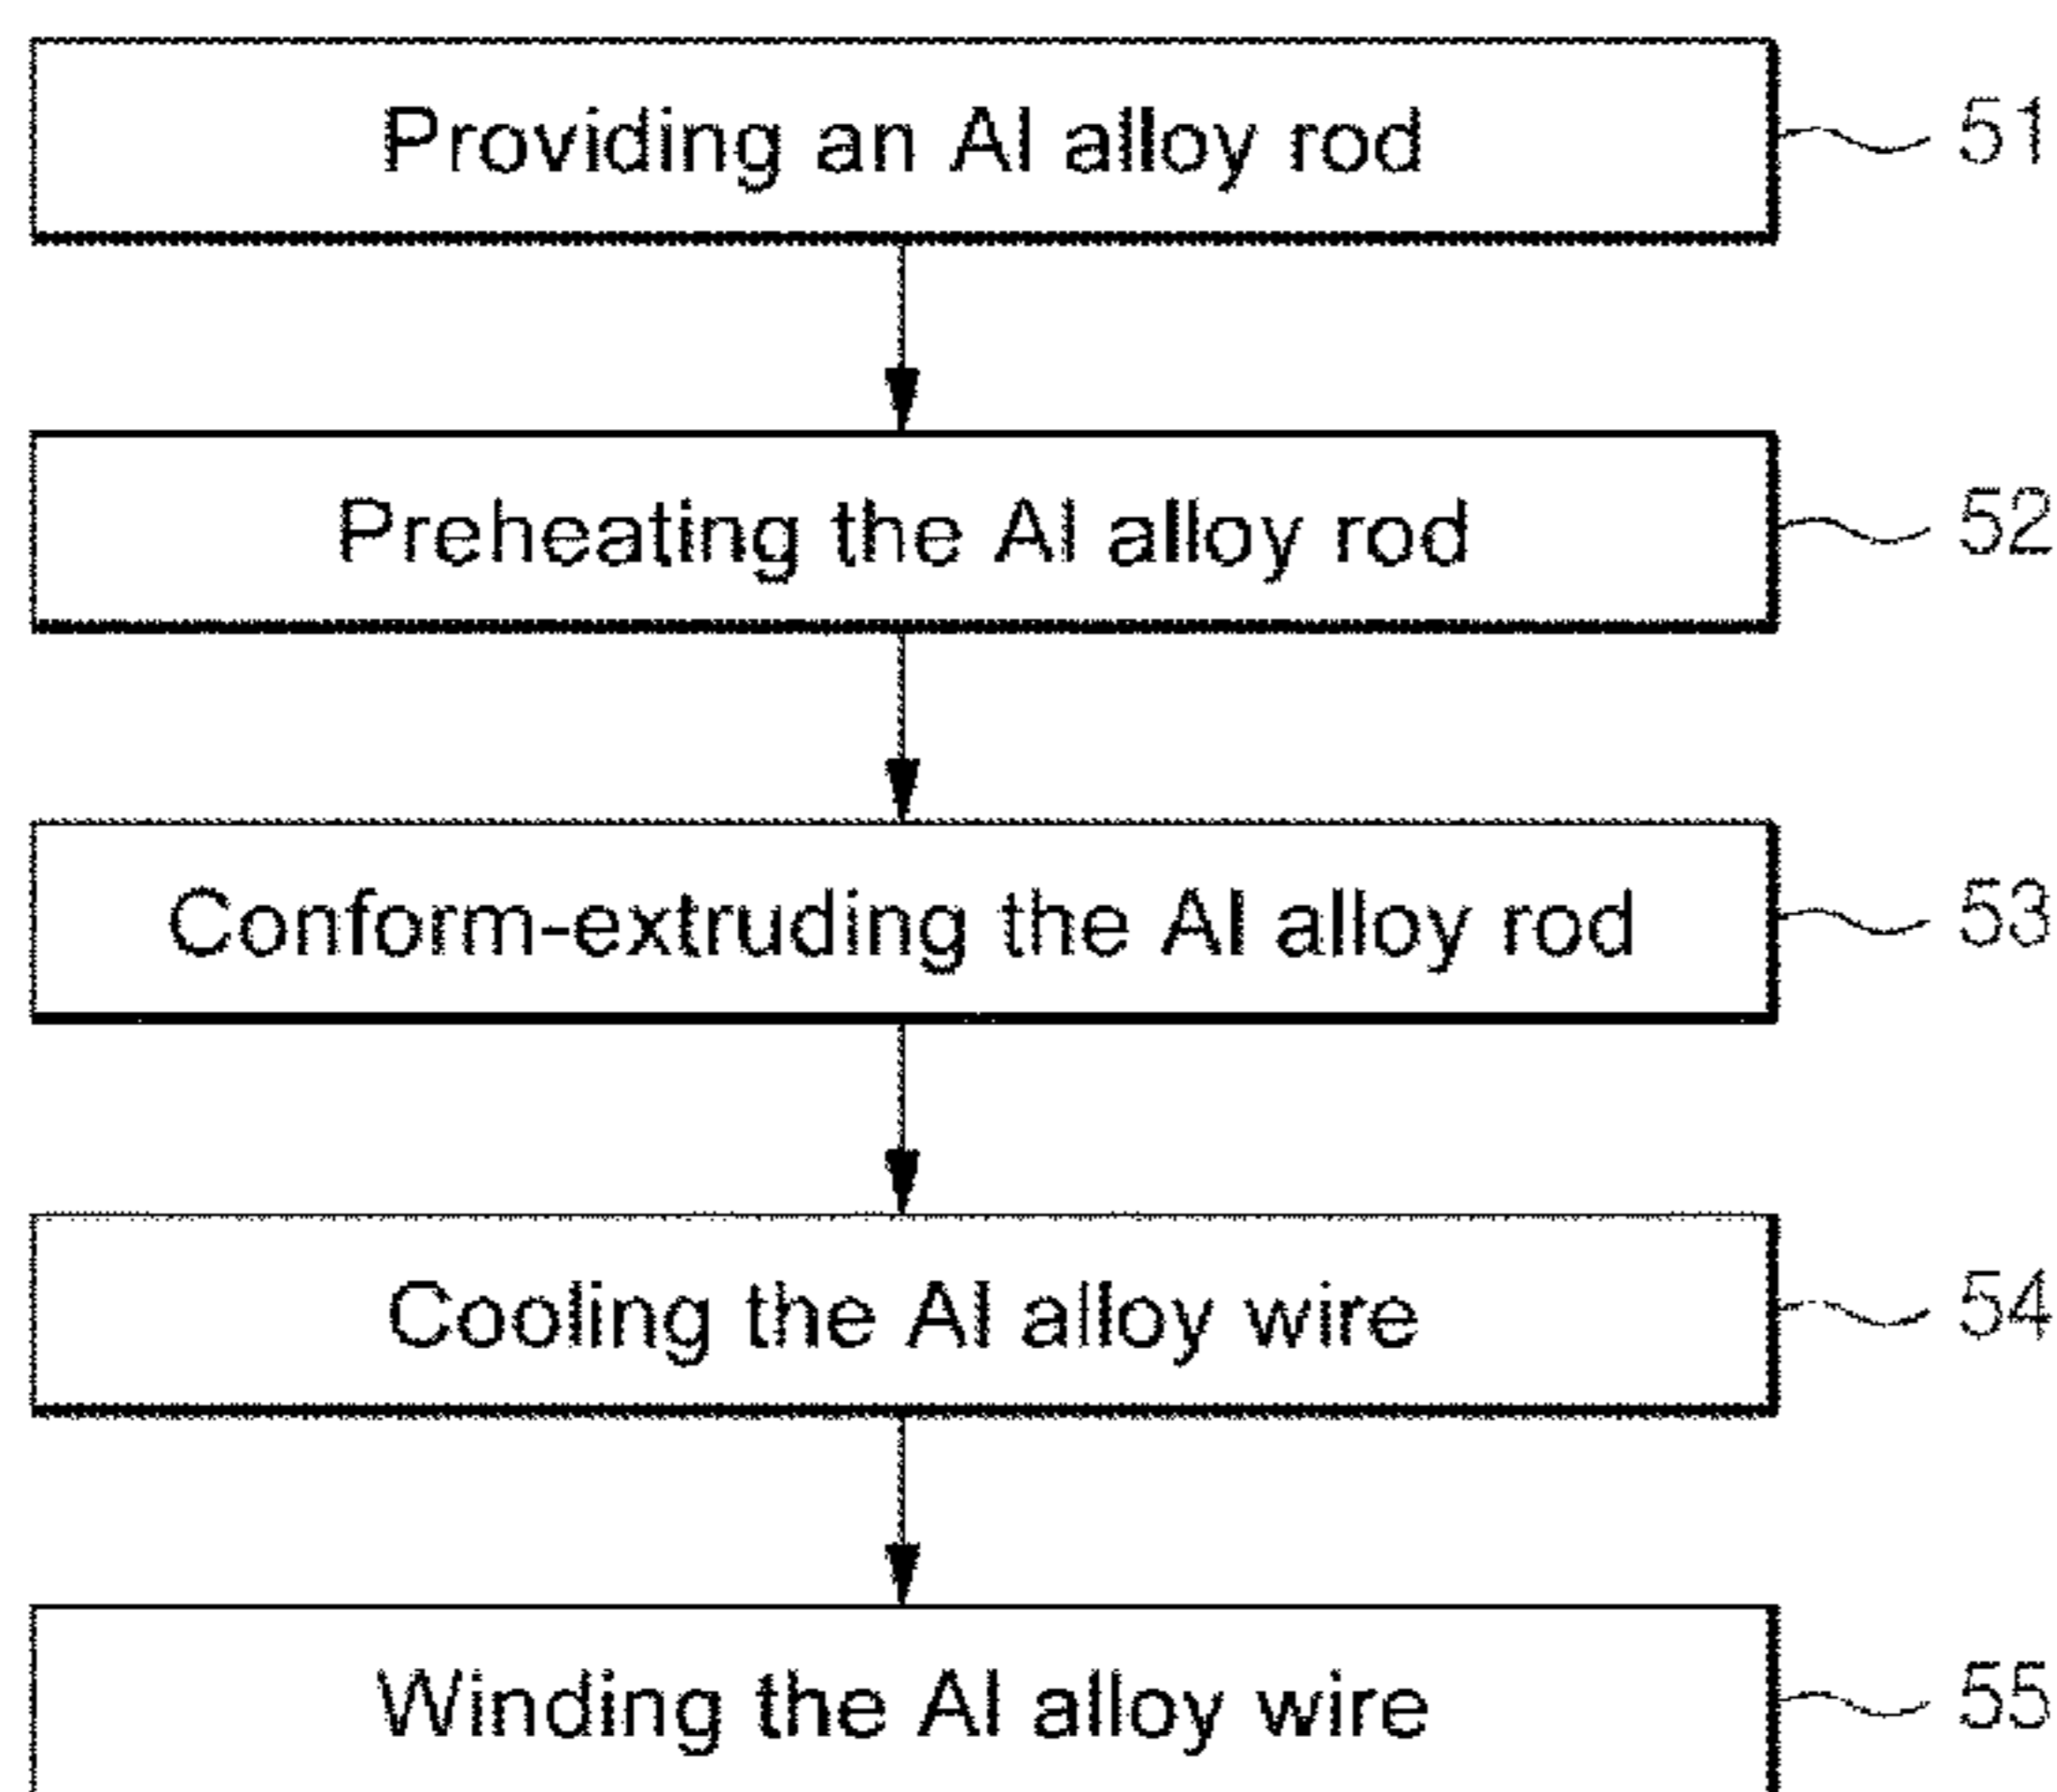 Providing an Al alloy rod 51
Preheating the Al alloy rod 52
Conform-extruding the Al alloy rod 53
Cooling the Al alloy wire 54
Winding the Al alloy wire 55